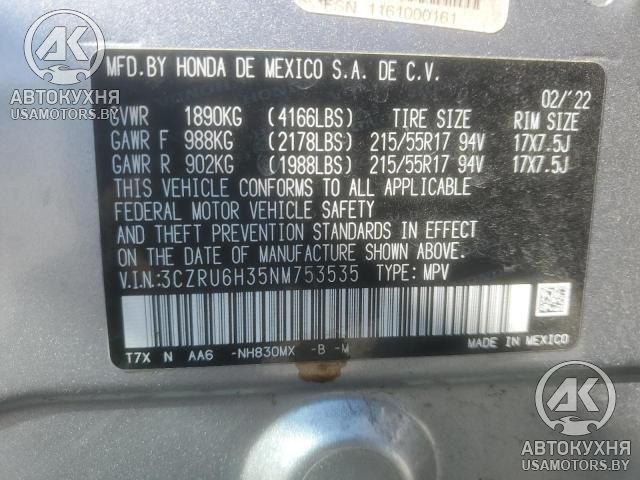 ESN 1161000161
MFD.BY HONDA DE MEXICO S.A. DE C.V.
02/'22
GVWR 1890KG (4166LBS) TIRE SIZE RIM SIZE
GAWR F 988KG (2178LBS) 215/55R17 94V 17X7.5J
GAWR R 902KG (1988LBS) 215/55R17 94V 17X7.5J
THIS VEHICLE CONFORMS TO ALL APPLICABLE
FEDERAL MOTOR VEHICLE SAFETY
AND THEFT PREVENTION STANDARDS IN EFFECT
ON THE DATE OF MANUFACTURE SHOWN ABOVE.
V.I.N.:3CZRU6H35NM753535 TYPE: MPV
T7X N AA6 -NH830MX -B -M
MADE IN MEXICO
АК
АВТОКУХНЯ
USAMOTORS.BY
АК
АВТОКУХНЯ
USAMOTORS.BY